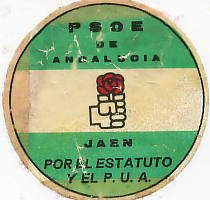 PSOE
DE
ANDALUCIA
JAEN
POR EL ESTATUTO
Y EL P.U.A.